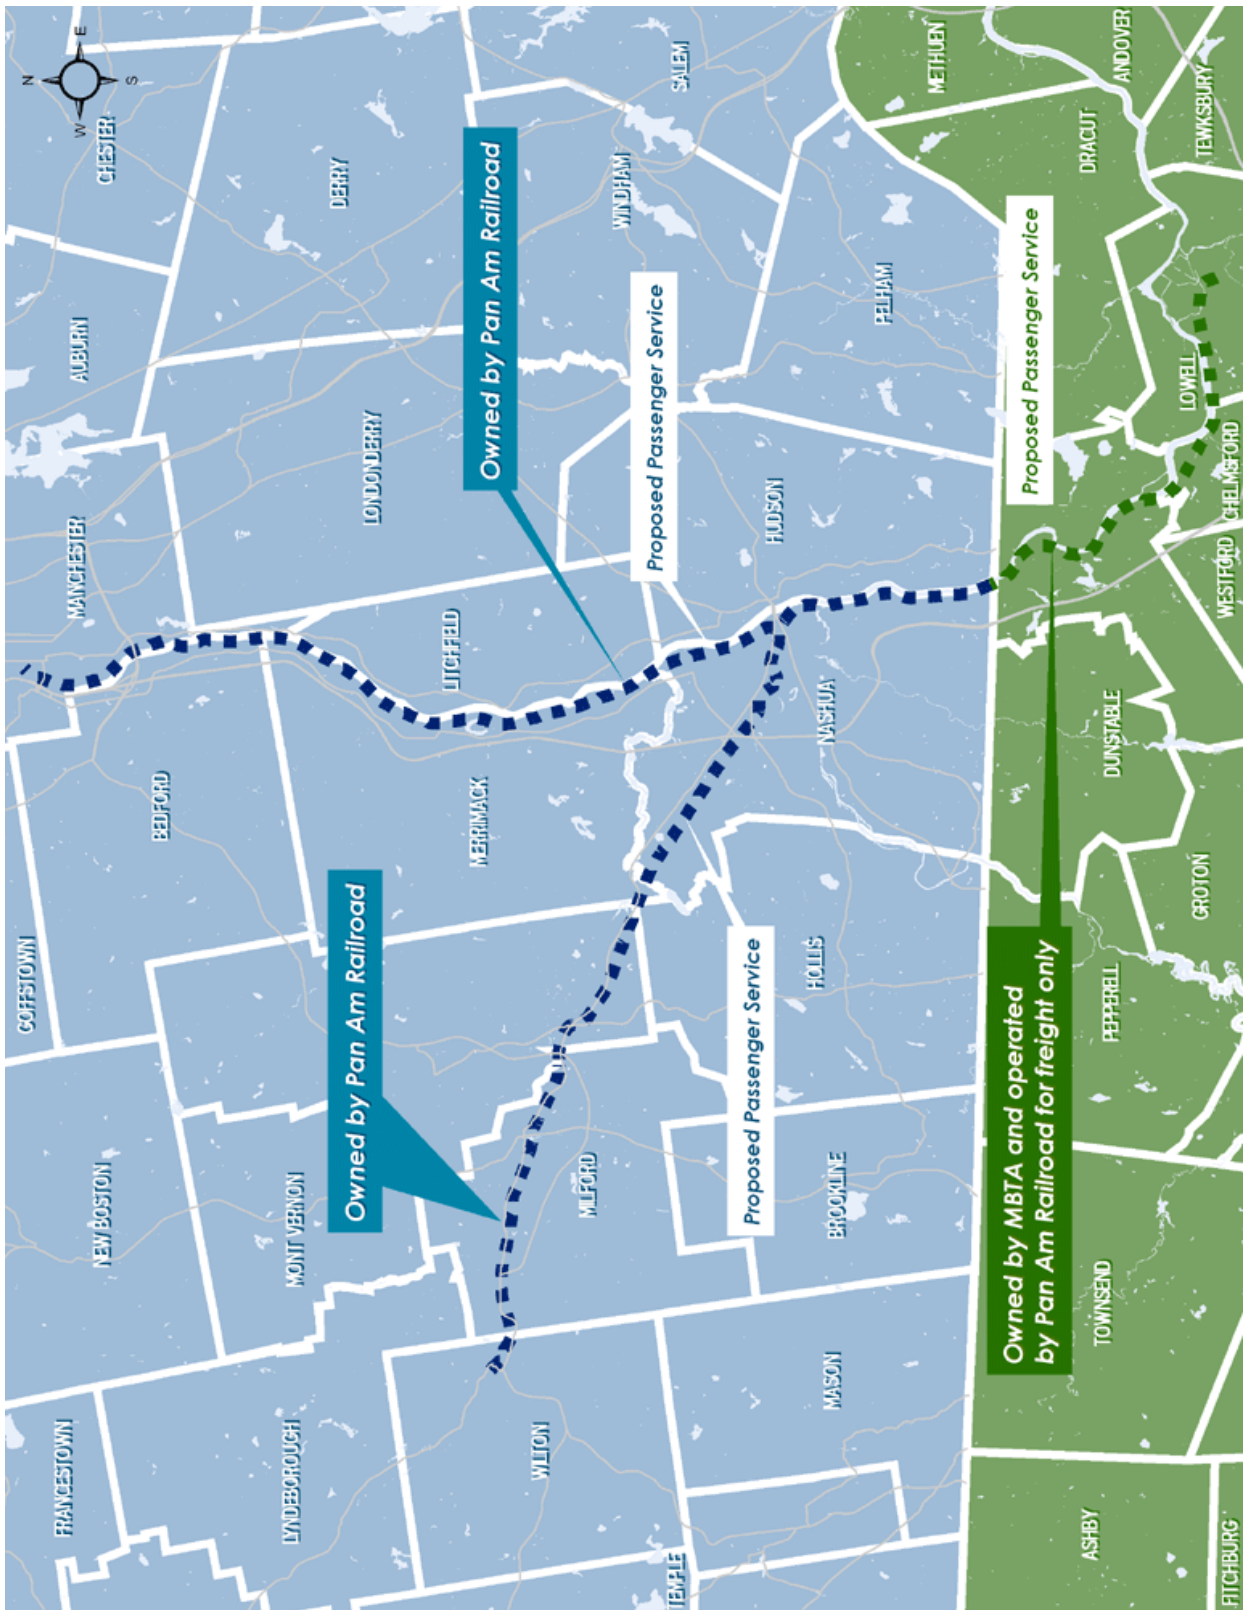 N
W
E
S
GOFFSTOWN
FRANCESTOWN
MANCHESTER
AUBURN
NEW BOSTON
CHESTER
BEDFORD
LYNDEBOROUGH
MONT VERNON
DERRY
Owned by Pan Am Railroad
LONDONDERRY
LITCHFIELD
MERRIMACK
Owned by Pan Am Railroad
WILTON
MILFORD
WINDHAM
Proposed Passenger Service
TEMPLE
SALEM
Proposed Passenger Service
HUDSON
MASON
BROOKLINE
HOLLIS
NASHUA
PELHAM
METHUEN
Owned by MBTA and operated
by Pan Am Railroad for freight only
Proposed Passenger Service
ASHBY
TOWNSEND
PEPPERELL
DUNSTABLE
DRACUT
ANDOVER
GROTON
LOWELL
TEWKSBURY
FITCHBURG
WESTFORD
CHELMSFORD